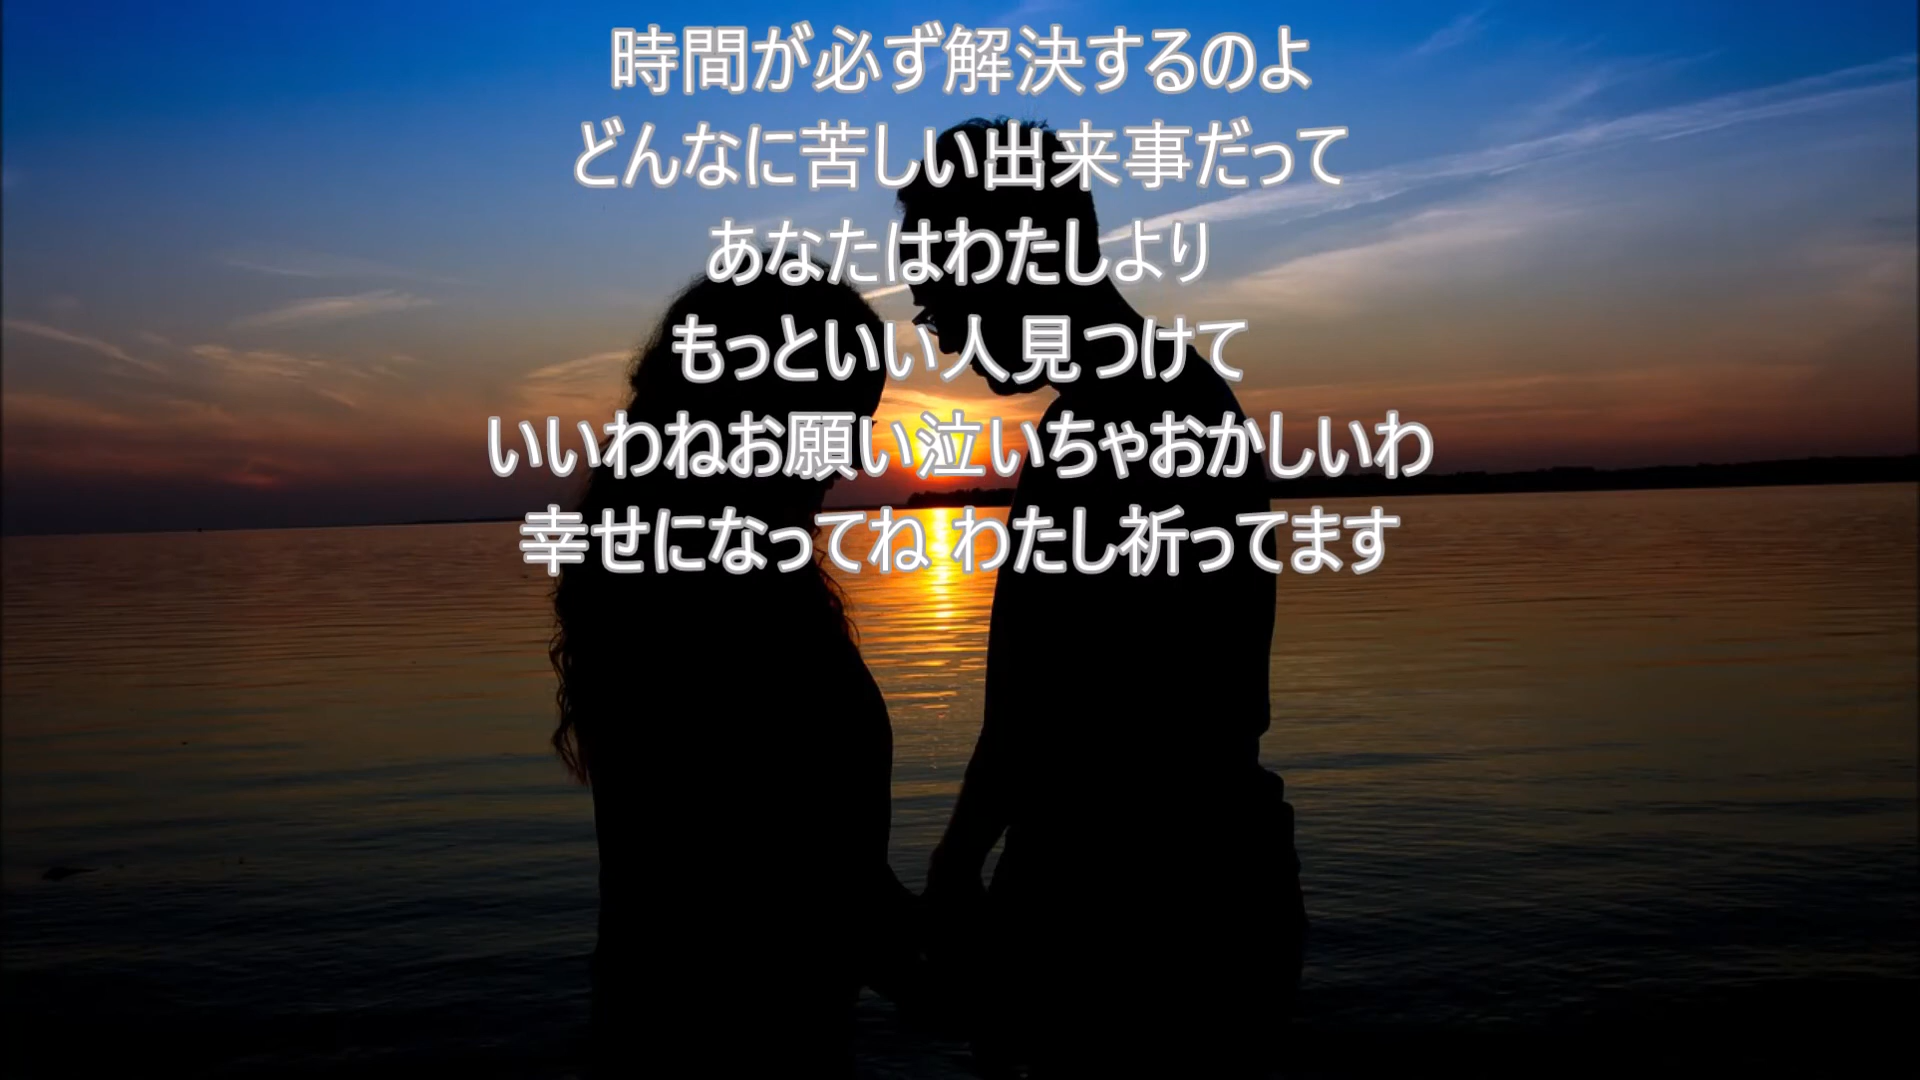 時間が必ず解決するのよ
どんなに苦しい出来事だって
あなたはわたしより
もっといい人見つけて
いいわねお願い泣いちゃおかしいわ
幸せになってね わたし祈ってます